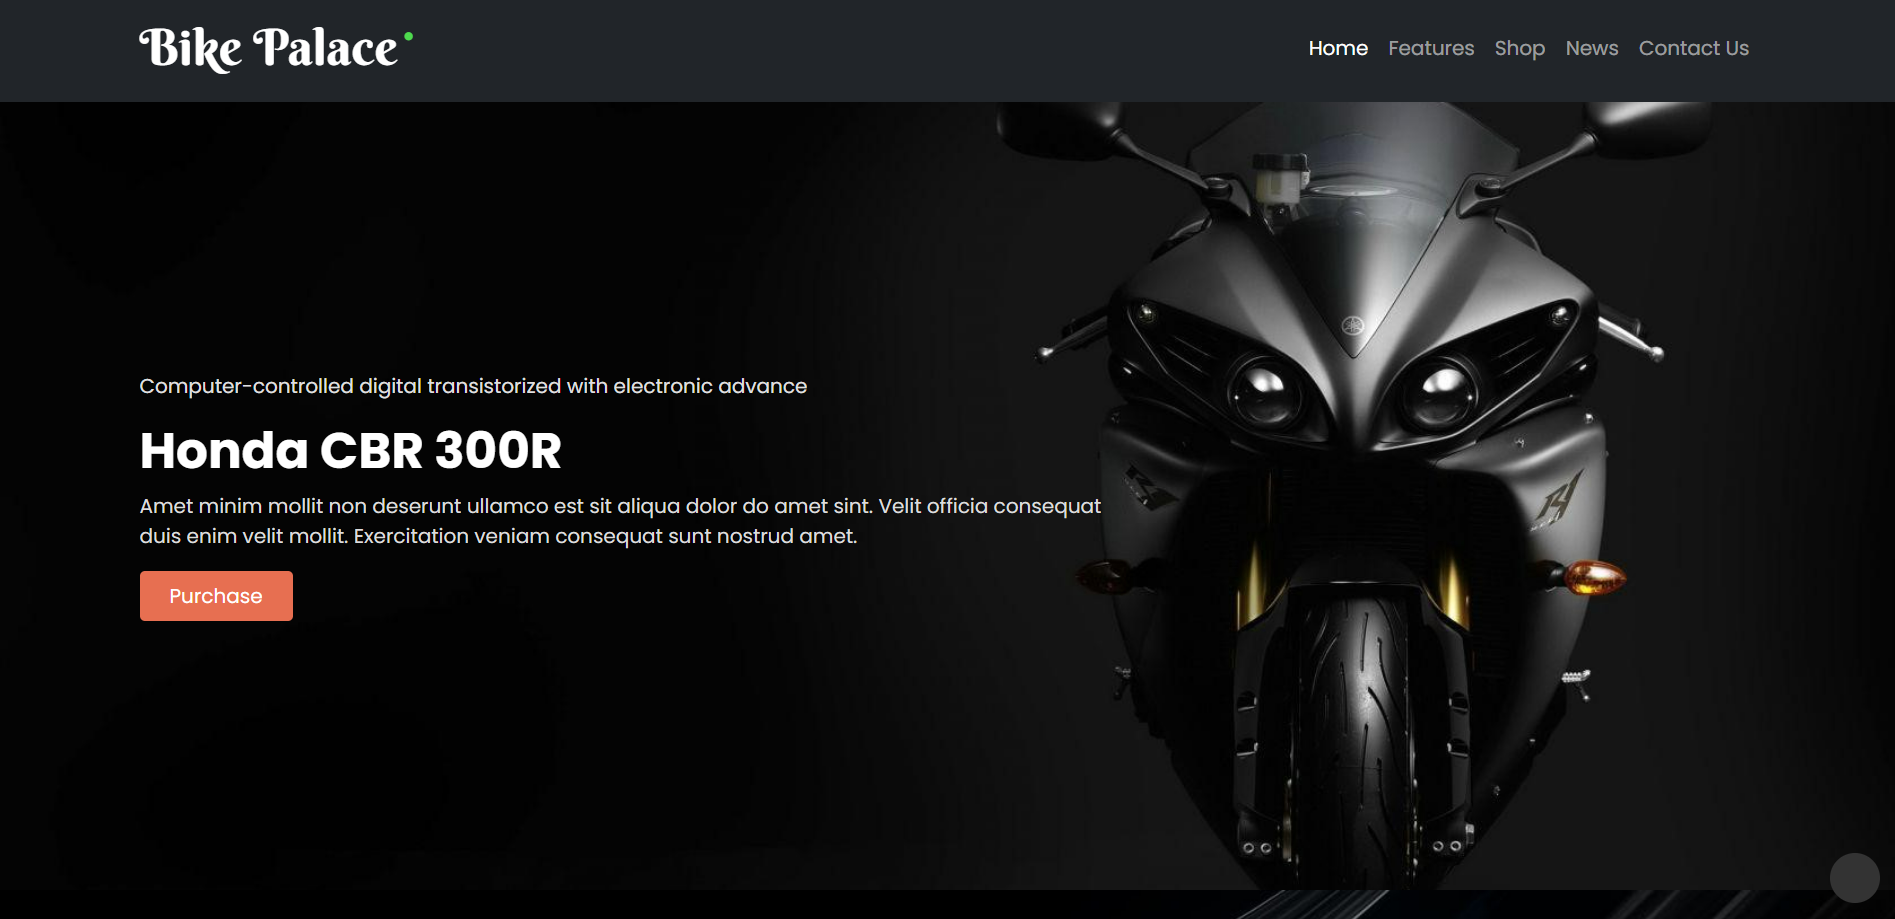 Bike Palace
Home Features Shop News Contact Us
Computer-controlled digital transistorized with electronic advance
Honda CBR 300R
Amet minim mollit non deserunt ullamco est sit aliqua dolor do amet sint. Velit officia consequat
duis enim velit mollit. Exercitation veniam consequat sunt nostrud amet.
Purchase